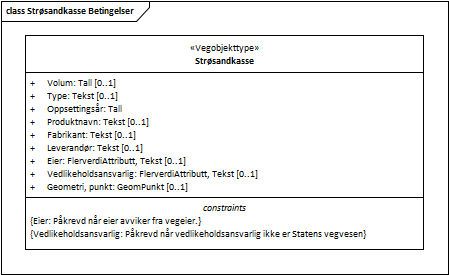 class Strøsandkasse Betingelser
«Vegobjekttype»
Strøsandkasse
+ Volum: Tall [0..1]
+ Type: Tekst [0..1]
+ Oppsettingsår: Tall
+ Produktnavn: Tekst [0..1]
+ Fabrikant: Tekst [0..1]
+ Leverandør: Tekst [0..1]
+ Eier: FlerverdiAttributt, Tekst [0..1]
+ Vedlikeholdsansvarlig: FlerverdiAttributt, Tekst [0..1]
+ Geometri, punkt: GeomPunkt [0..1]
constraints
{Eier: Påkrevd når eier avviker fra vegeier.}
{Vedlikeholdsansvarlig: Påkrevd når vedlikeholdsansvarlig ikke er Statens vegvesen}